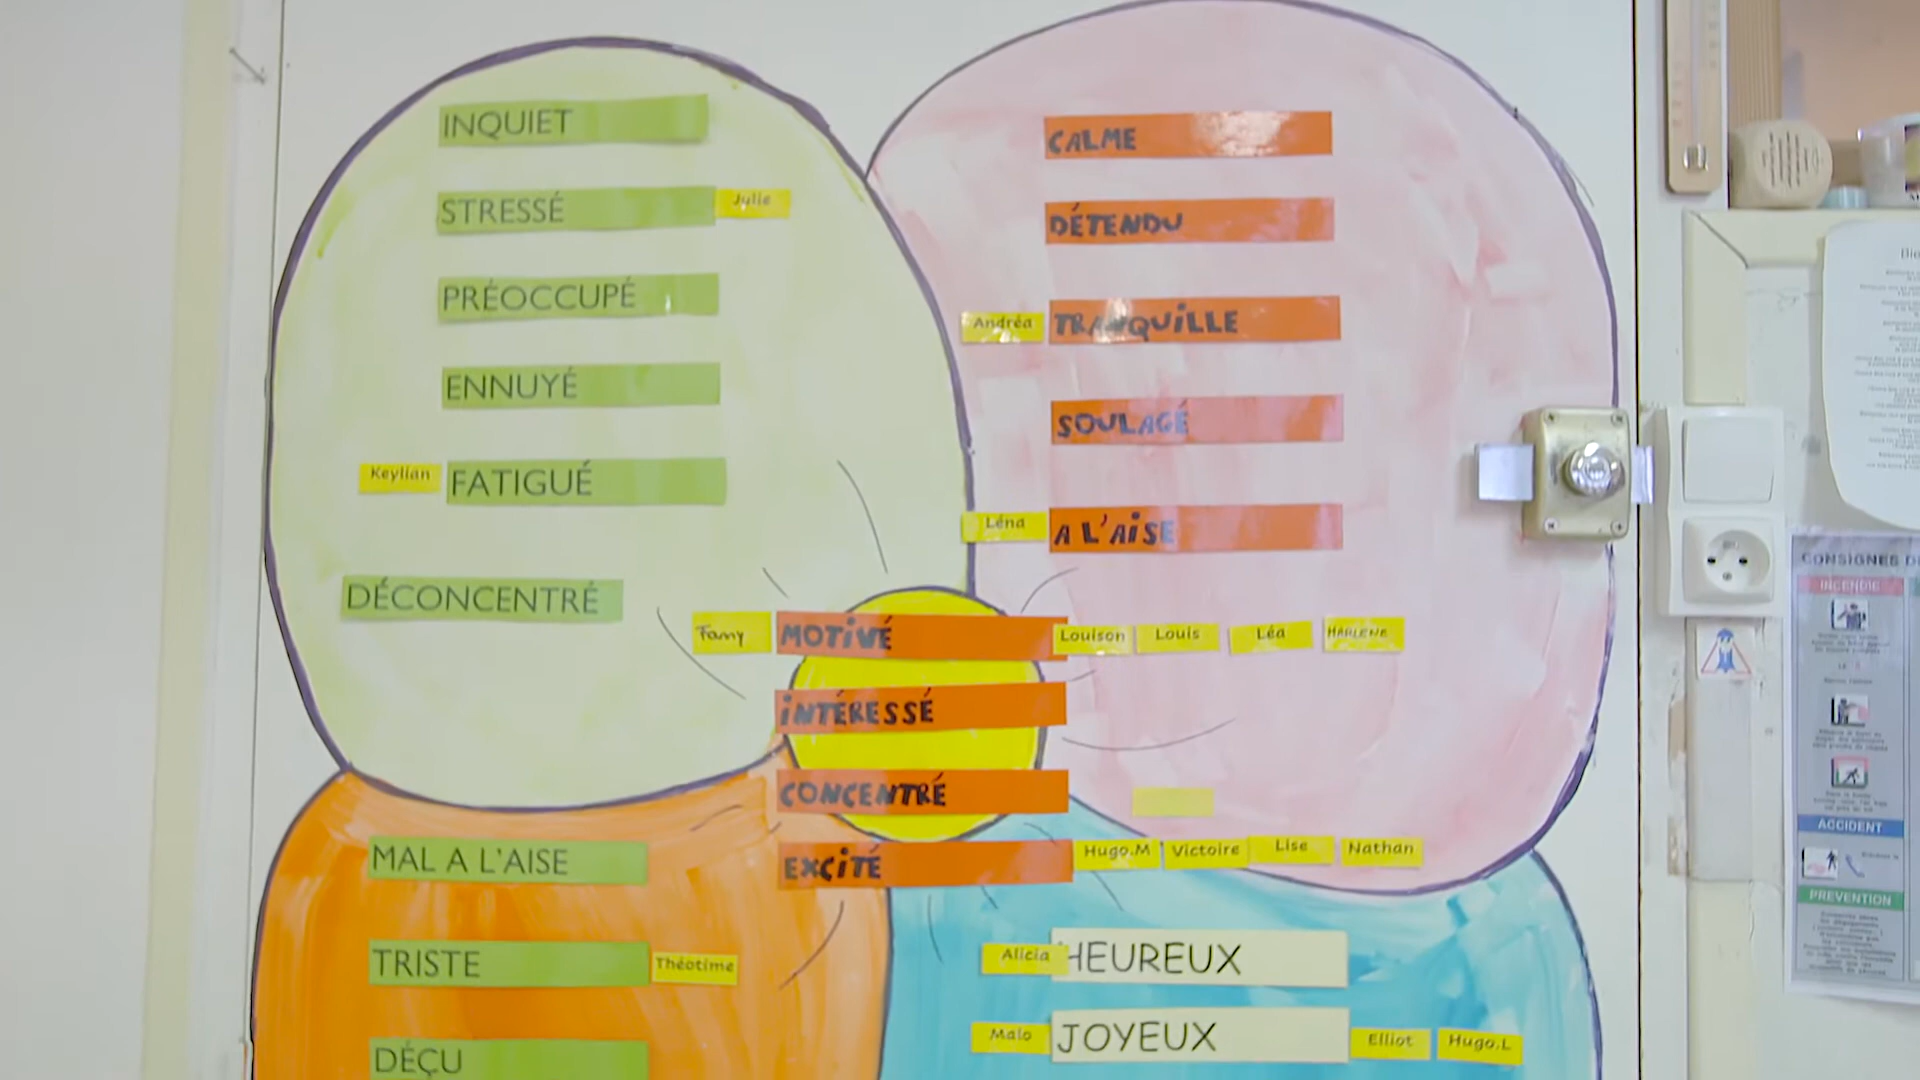 INQUIET
STRESSÉ Julie
PRÉOCCUPÉ
ENNUYÉ
Keylian FATIGUÉ
DÉCONCENTRÉ
CALME
DÉTENDU
Andréa TRANQUiLLE
SOULAGÉ
Léna A L'AiSE
Fany MOTiVÉ Louison Louis Léa MARLENE
iNTÉRESSÉ
CONCENTRÉ
EXCiTÉ Hugo.M Victoire Lise Nathan
MAL A L'AISE
TRISTE Théotime
DÉÇU
Alicia HEUREUX
Malo JOYEUX Elliot Hugo.L
CONSIGNES
INCENDIE
ACCIDENT
PREVENTION